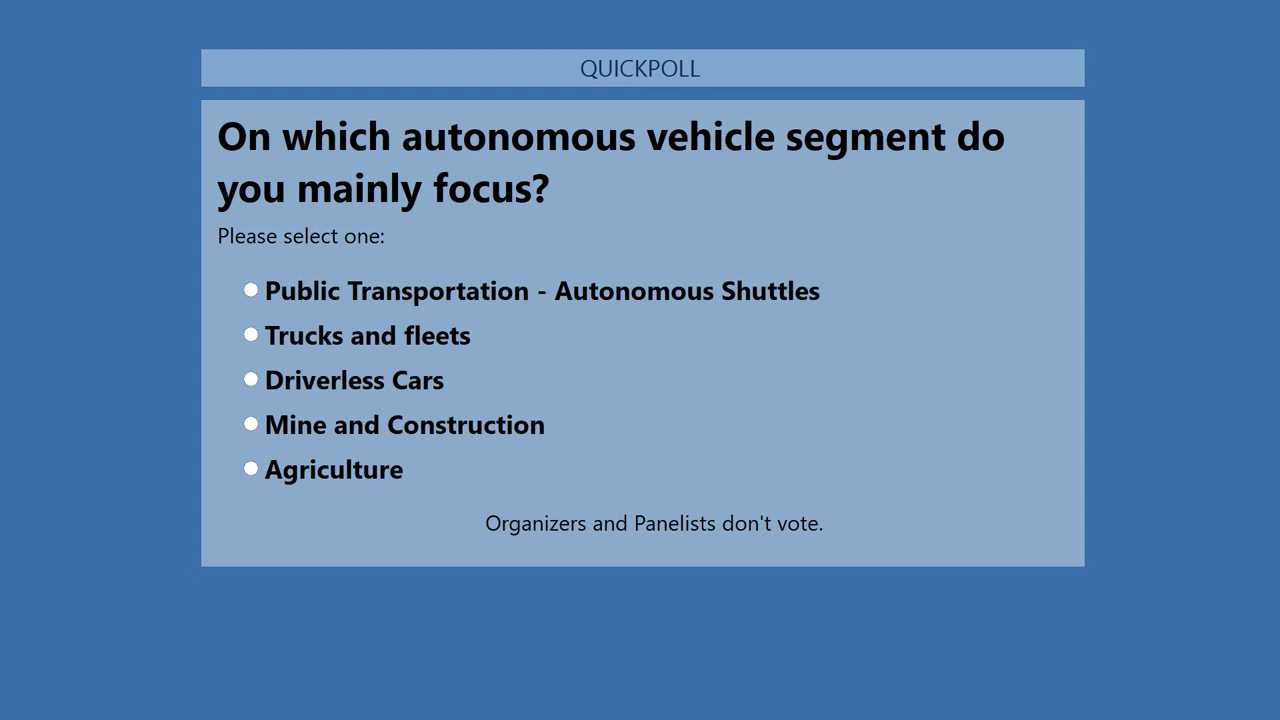 QUICKPOLL
On which autonomous vehicle segment do
you mainly focus?
Please select one:
Public Transportation - Autonomous Shuttles
Trucks and fleets
Driverless Cars
Mine and Construction
Agriculture
Organizers and Panelists don't vote.